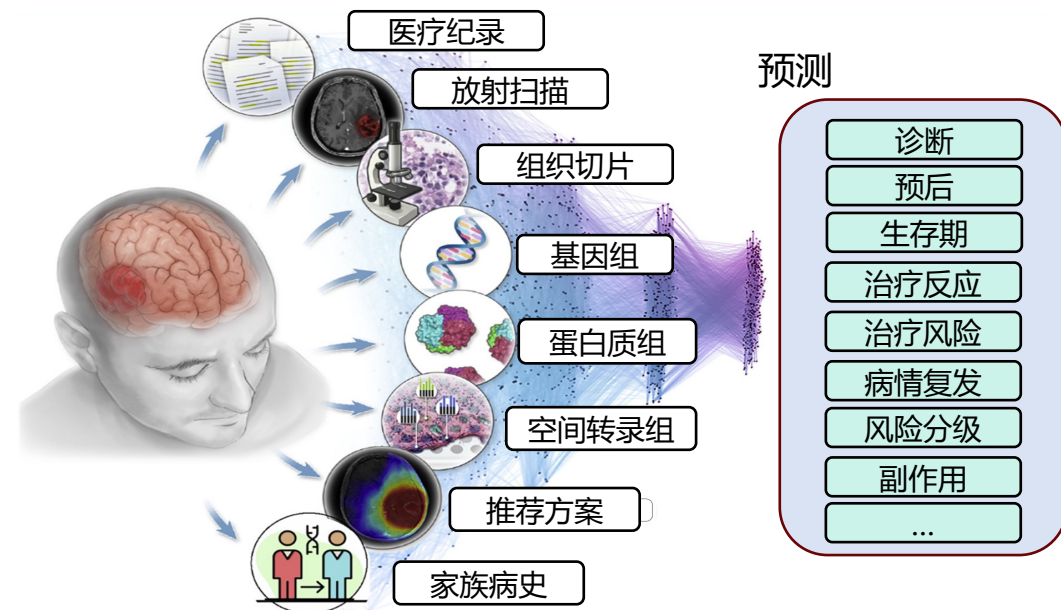 医疗纪录
放射扫描
组织切片
基因组
蛋白质组
空间转录组
推荐方案
家族病史
预测
诊断
预后
生存期
治疗反应
治疗风险
病情复发
风险分级
副作用
...